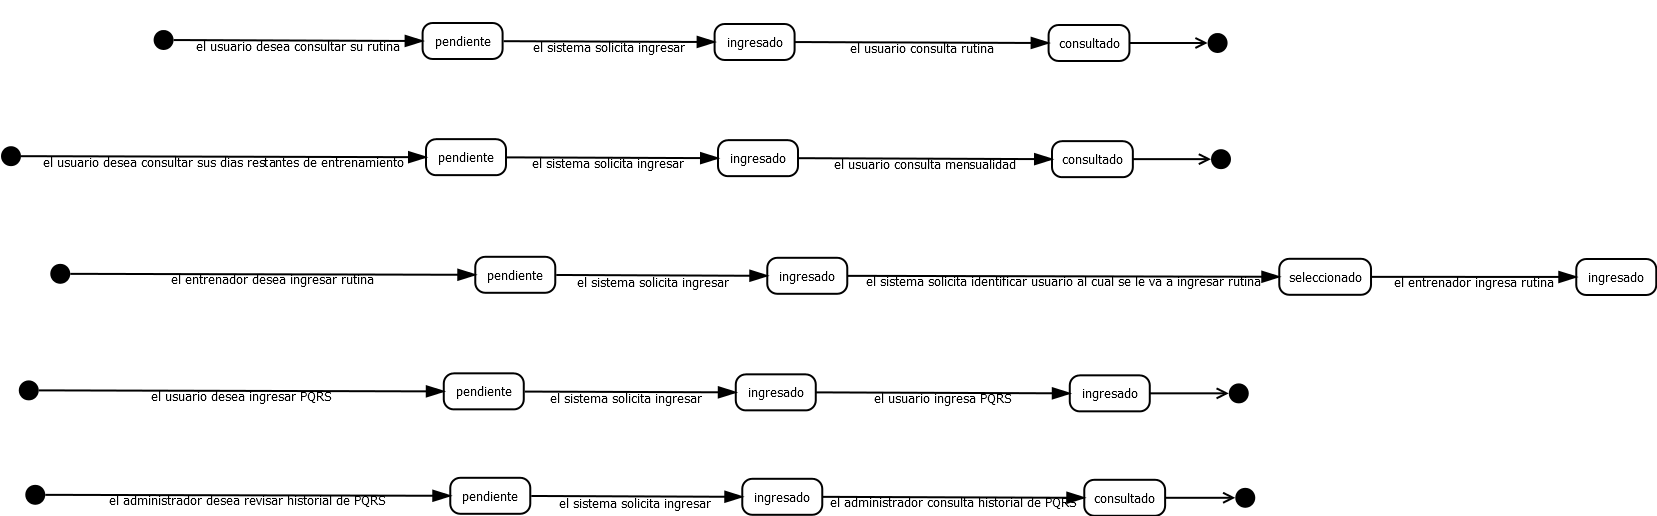 el usuario desea consultar su rutina
pendiente
el sistema solicita ingresar
ingresado
el usuario consulta rutina
consultado
el usuario desea consultar sus dias restantes de entrenamiento
pendiente
el sistema solicita ingresar
ingresado
el usuario consulta mensualidad
consultado
el entrenador desea ingresar rutina
pendiente
el sistema solicita ingresar
ingresado
el sistema solicita identificar usuario al cual se le va a ingresar rutina
seleccionado
el entrenador ingresa rutina
ingresado
el usuario desea ingresar PQRS
pendiente
el sistema solicita ingresar
ingresado
el usuario ingresa PQRS
ingresado
el administrador desea revisar historial de PQRS
pendiente
el sistema solicita ingresar
ingresado
el administrador consulta historial de PQRS
consultado